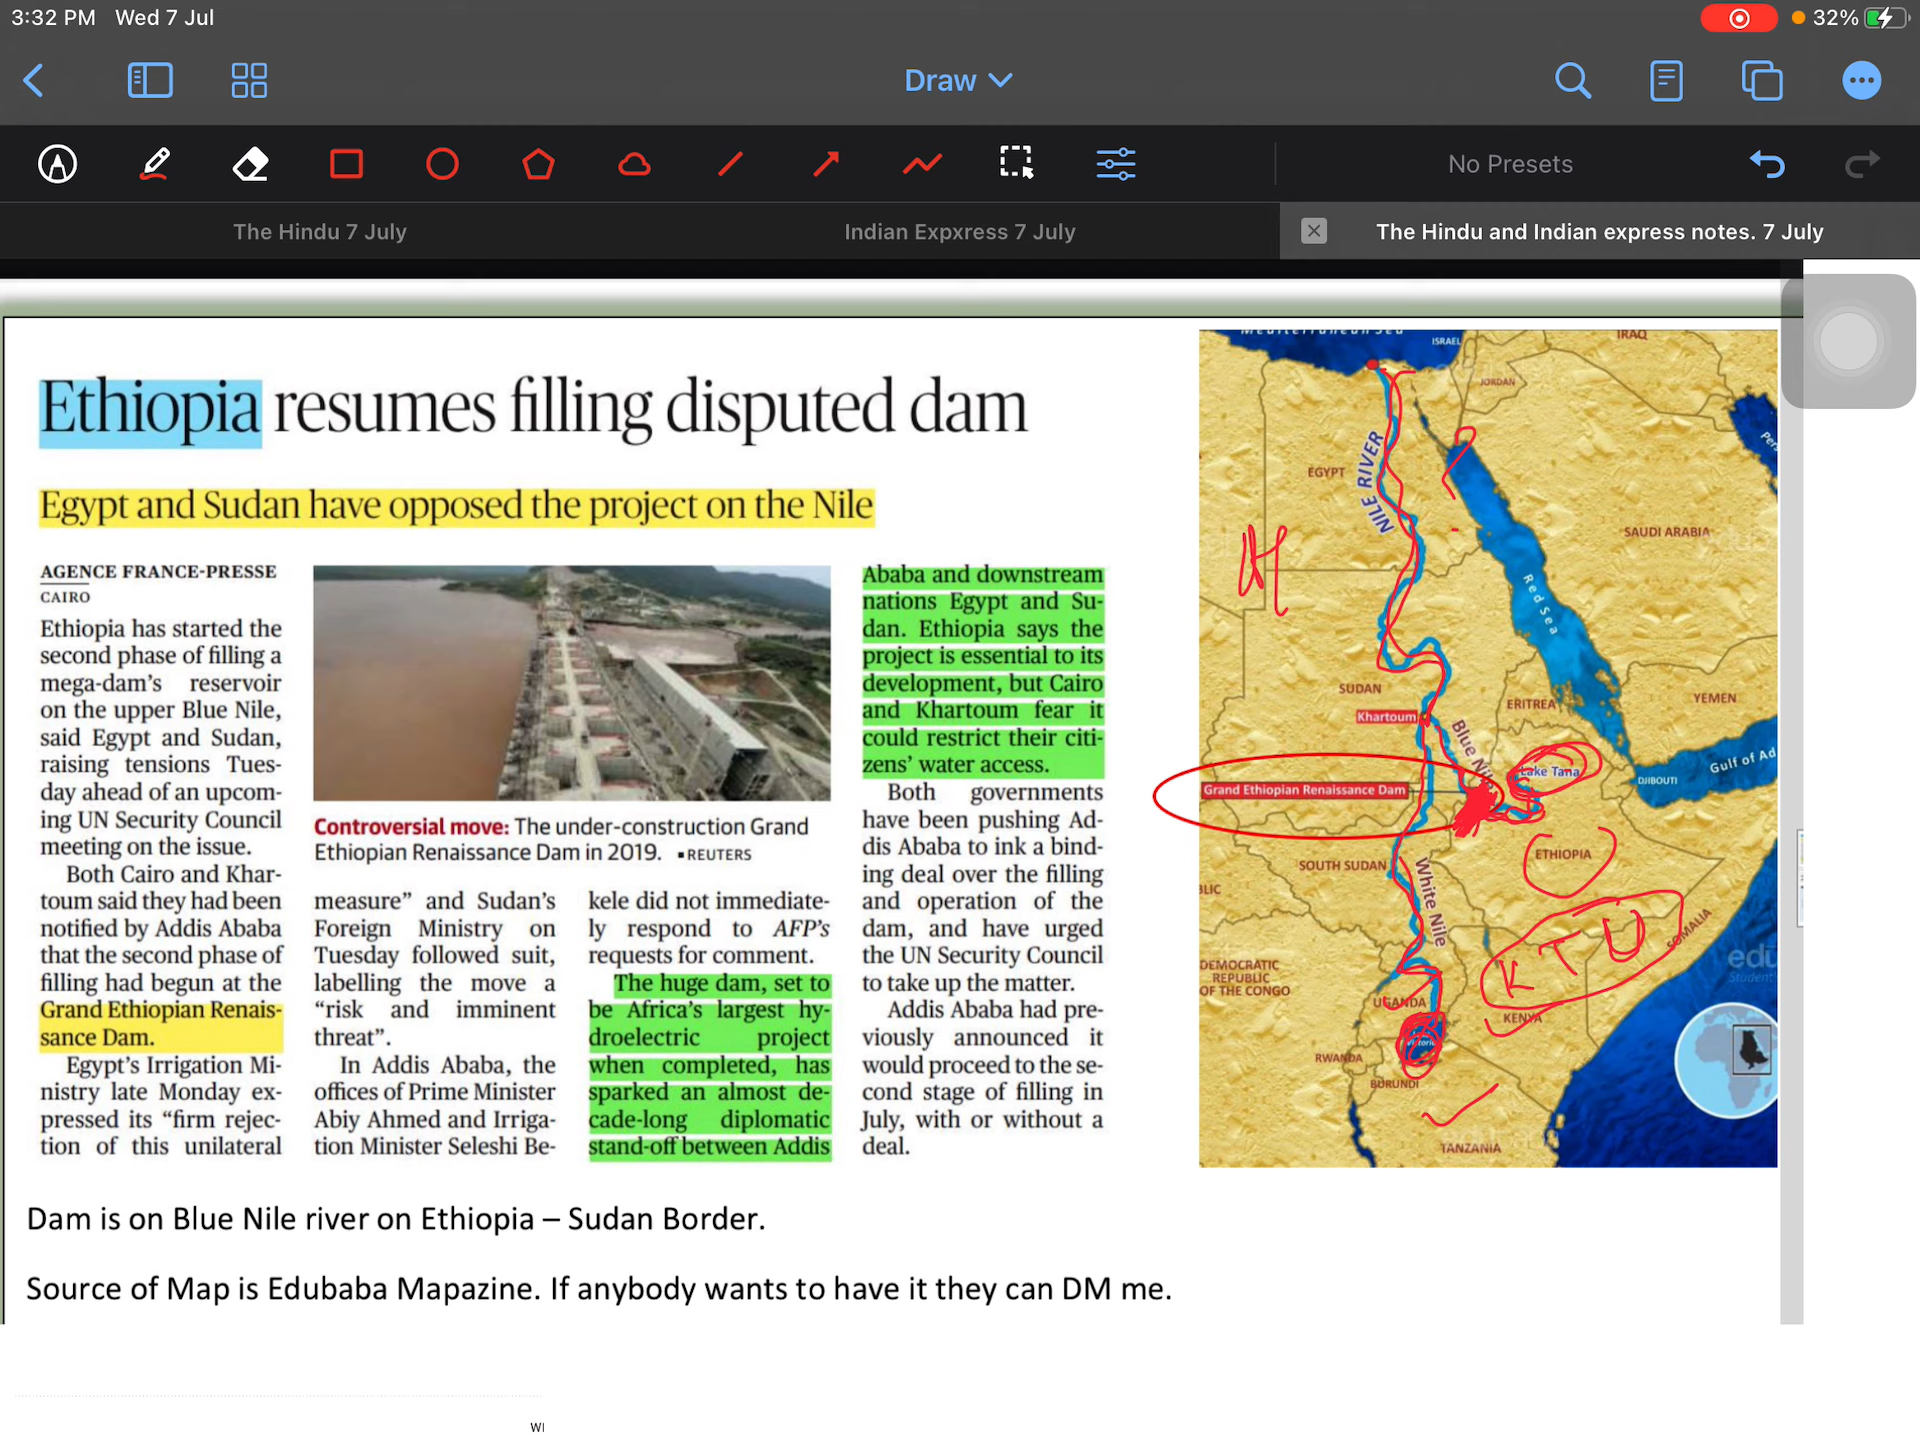 3:32 PM Wed 7 Jul
32%
Draw
No Presets
The Hindu 7 July
Indian Expxress 7 July
The Hindu and Indian express notes. 7 July
Ethiopia resumes filling disputed dam
Egypt and Sudan have opposed the project on the Nile
AGENCE FRANCE-PRESSE
CAIRO
Ethiopia has started the
second phase of filling a
mega-dam's reservoir
on the upper Blue Nile,
said Egypt and Sudan,
raising tensions Tues-
day ahead of an upcom-
ing UN Security Council
meeting on the issue.
Both Cairo and Khar-
toum said they had been
notified by Addis Ababa
that the second phase of
filling had begun at the
Grand Ethiopian Renais-
sance Dam.
Egypt's Irrigation Mi-
nistry late Monday ex-
pressed its "firm rejec-
tion of this unilateral
Controversial move: The under-construction Grand
Ethiopian Renaissance Dam in 2019. ▪ REUTERS
measure" and Sudan's
Foreign Ministry on
Tuesday followed suit,
labelling the move a
"risk and imminent
threat".
In Addis Ababa, the
offices of Prime Minister
Abiy Ahmed and Irriga-
tion Minister Seleshi Be-
kele did not immediate-
ly respond to AFP's
requests for comment.
The huge dam, set to
be Africa's largest hy-
droelectric project
when completed, has
sparked an almost de-
cade-long diplomatic
stand-off between Addis
Ababa and downstream
nations Egypt and Su-
dan. Ethiopia says the
project is essential to its
development, but Cairo
and Khartoum fear it
could restrict their citi-
zens' water access.
Both governments
have been pushing Ad-
dis Ababa to ink a bind-
ing deal over the filling
and operation of the
dam, and have urged
the UN Security Council
to take up the matter.
Addis Ababa had pre-
viously announced it
would proceed to the se-
cond stage of filling in
July, with or without a
deal.
Mediterranean Sea
ISRAEL
IRAQ
JORDAN
EGYPT
NILE RIVER
SAUDI ARABIA
Red Sea
SUDAN
Khartoum
ERITREA
YEMEN
Blue Nile
Lake Tana
Gulf of Ad
DJIBOUTI
Grand Ethiopian Renaissance Dam
ETHIOPIA
SOUTH SUDAN
White Nile
BLIC
SOMALIA
K T U
DEMOCRATIC
REPUBLIC
OF THE CONGO
edu
Student
UGANDA
KENYA
RWANDA
BURUNDI
TANZANIA
Dam is on Blue Nile river on Ethiopia – Sudan Border.
Source of Map is Edubaba Mapazine. If anybody wants to have it they can DM me.